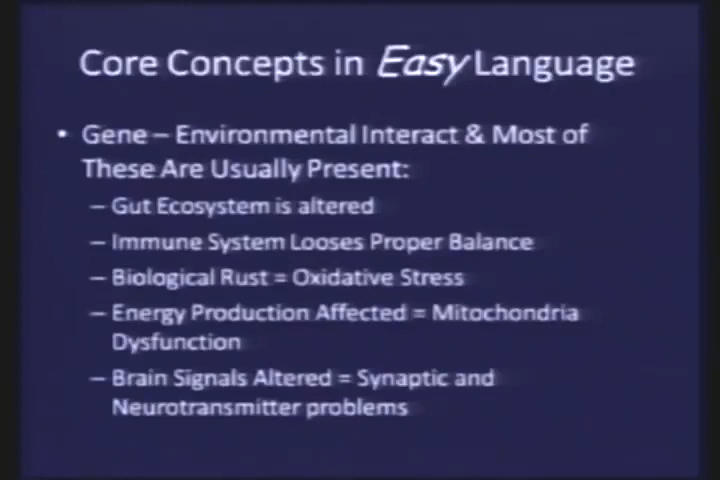 Core Concepts in Easy Language
• Gene – Environmental Interact & Most of
These Are Usually Present:
– Gut Ecosystem is altered
– Immune System Looses Proper Balance
– Biological Rust = Oxidative Stress
– Energy Production Affected = Mitochondria
Dysfunction
– Brain Signals Altered = Synaptic and
Neurotransmitter problems